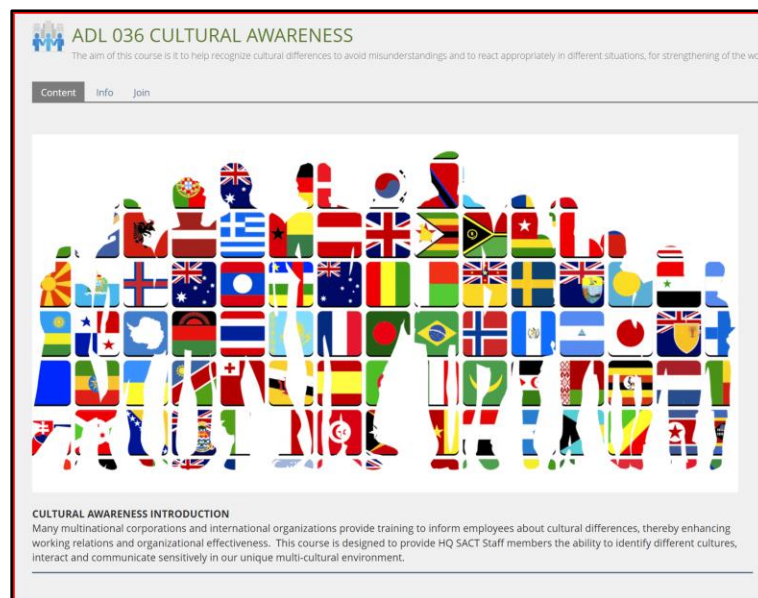 ADL 036 CULTURAL AWARENESS
The aim of this course is it to help recognize cultural differences to avoid misunderstandings and to react appropriately in different situations, for strengthening of the
Content Info Join
CULTURAL AWARENESS INTRODUCTION
Many multinational corporations and international organizations provide training to inform employees about cultural differences, thereby enhancing
working relations and organizational effectiveness. This course is designed to provide HQ SACT Staff members the ability to identify different cultures,
interact and communicate sensitively in our unique multi-cultural environment.